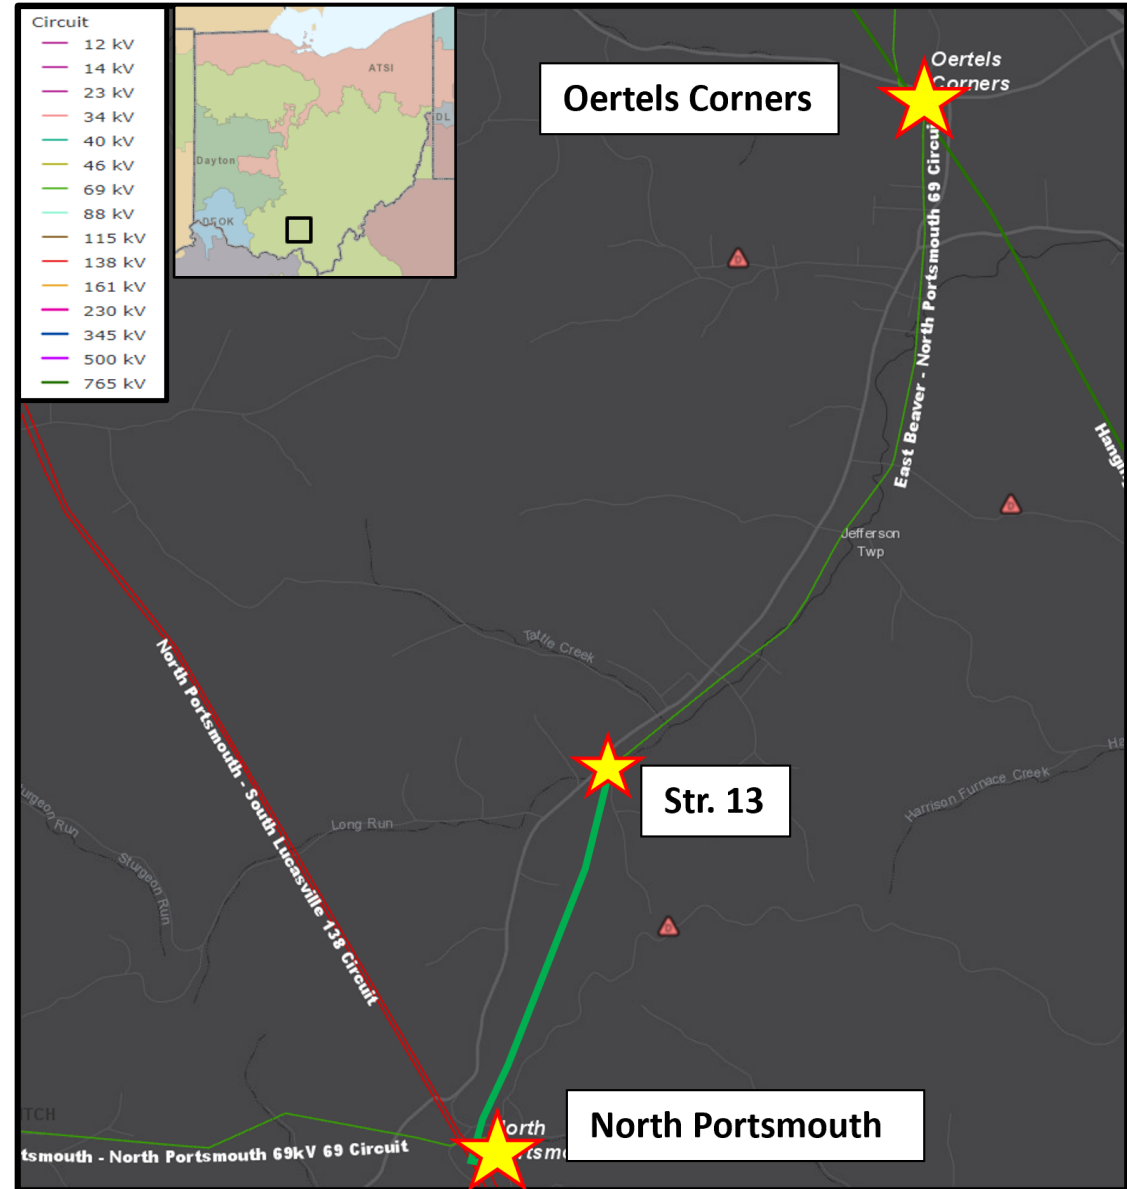 Circuit
12 kV
14 kV
23 kV
34 kV
40 kV
46 kV
69 kV
88 kV
115 kV
138 kV
161 kV
230 kV
345 kV
500 kV
765 kV
ATSI
DL
Dayton
DEOK
Oertels Corners
Oertels
Corners
East Beaver - North Portsmouth 69 Circuit
Jefferson
Twp
Tattle Creek
Str. 13
Harrison Furnace Creek
Long Run
Sturgeon Run
North Portsmouth - South Lucasville 138 Circuit
North Portsmouth
North
tsmouth - North Portsmouth 69kV 69 Circuit